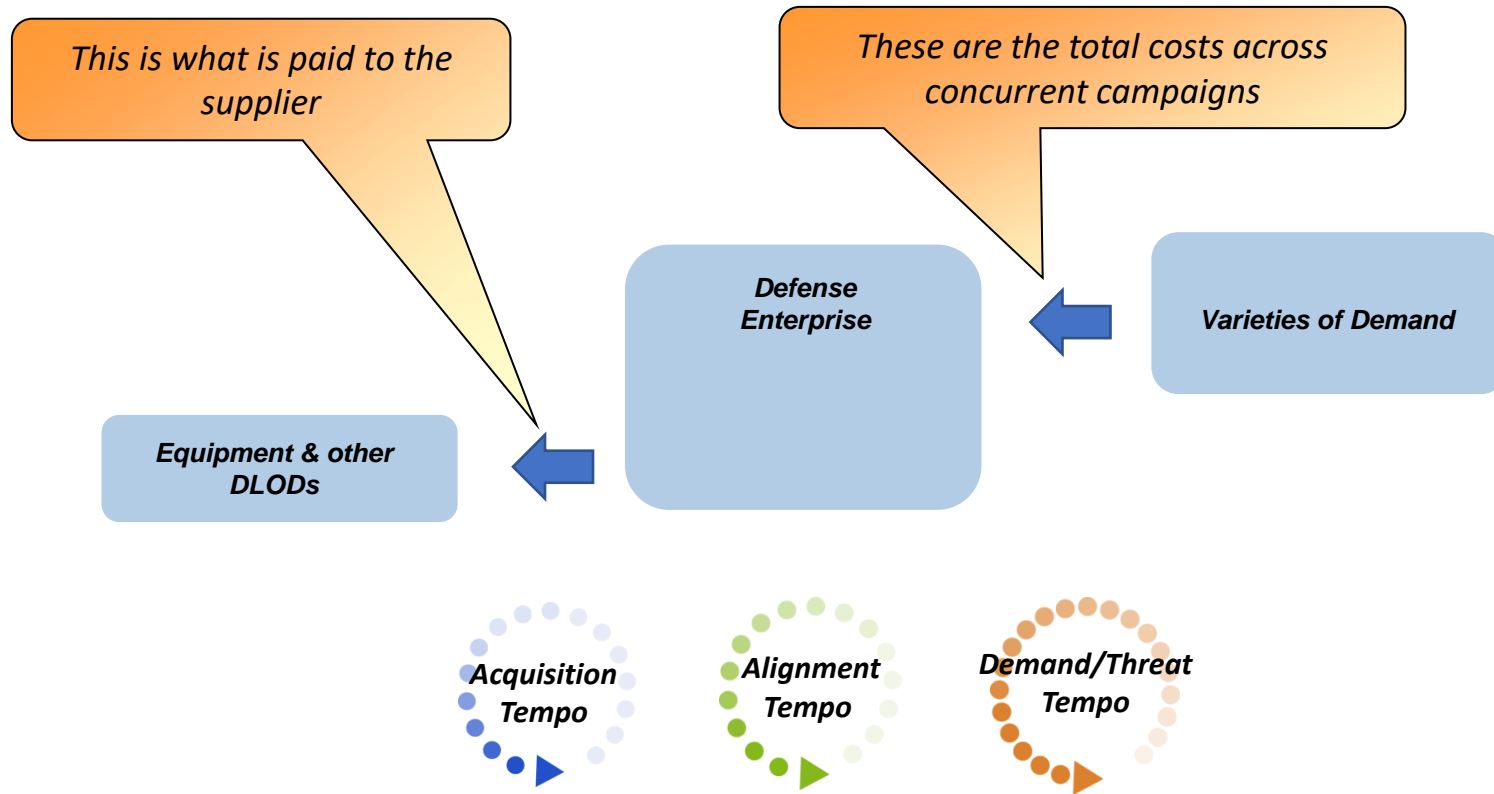 This is what is paid to the
supplier
These are the total costs across
concurrent campaigns
Defense
Enterprise
Varieties of Demand
Equipment & other
DLODs
Acquisition
Tempo
Alignment
Tempo
Demand/Threat
Tempo